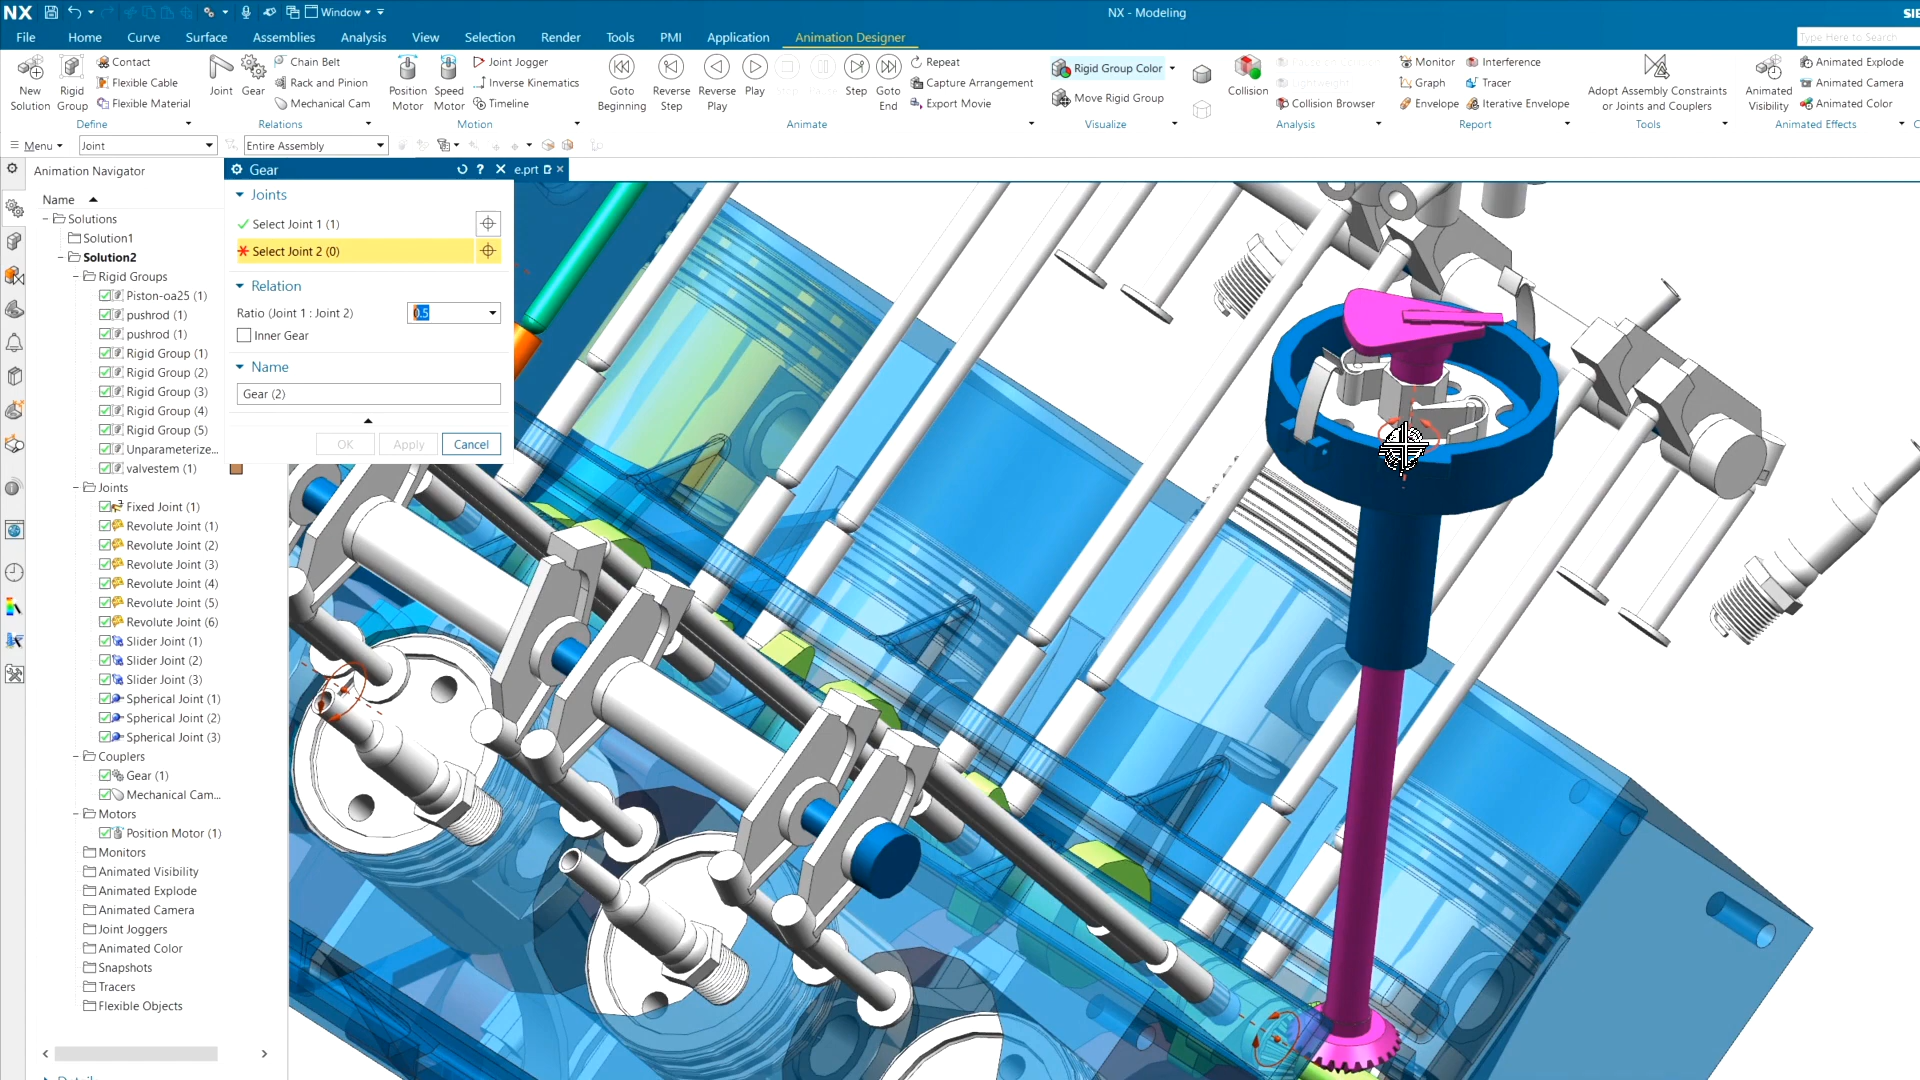 NX
Window
NX - Modeling
SIE
File
Home
Curve
Surface
Assemblies
Analysis
View
Selection
Render
Tools
PMI
Application
Animation Designer
Type Here to Search
New Solution
Rigid Group
Contact
Flexible Cable
Flexible Material
Define
Joint
Gear
Chain Belt
Rack and Pinion
Mechanical Cam
Relations
Position Motor
Speed Motor
Joint Jogger
Inverse Kinematics
Timeline
Motion
Goto Beginning
Reverse Step
Reverse Play
Play
Stop
Pause
Step
Goto End
Repeat
Capture Arrangement
Export Movie
Animate
Rigid Group Color
Move Rigid Group
Visualize
Collision
Lightweight
Collision Browser
Analysis
Monitor
Graph
Envelope
Interference
Tracer
Iterative Envelope
Report
Adopt Assembly Constraints
or Joints and Couplers
Tools
Animated Visibility
Animated Explode
Animated Camera
Animated Color
Animated Effects
Menu
Joint
Entire Assembly
Animation Navigator
Name
Solutions
Solution1
Solution2
Rigid Groups
Piston-oa25 (1)
pushrod (1)
pushrod (1)
Rigid Group (1)
Rigid Group (2)
Rigid Group (3)
Rigid Group (4)
Rigid Group (5)
Unparameterize...
valvestem (1)
Joints
Fixed Joint (1)
Revolute Joint (1)
Revolute Joint (2)
Revolute Joint (3)
Revolute Joint (4)
Revolute Joint (5)
Revolute Joint (6)
Slider Joint (1)
Slider Joint (2)
Slider Joint (3)
Spherical Joint (1)
Spherical Joint (2)
Spherical Joint (3)
Couplers
Gear (1)
Mechanical Cam...
Motors
Position Motor (1)
Monitors
Animated Visibility
Animated Explode
Animated Camera
Joint Joggers
Animated Color
Snapshots
Tracers
Flexible Objects
Gear
e.prt
Joints
Select Joint 1 (1)
Select Joint 2 (0)
Relation
Ratio (Joint 1 : Joint 2)
0.5
Inner Gear
Name
Gear (2)
OK
Apply
Cancel